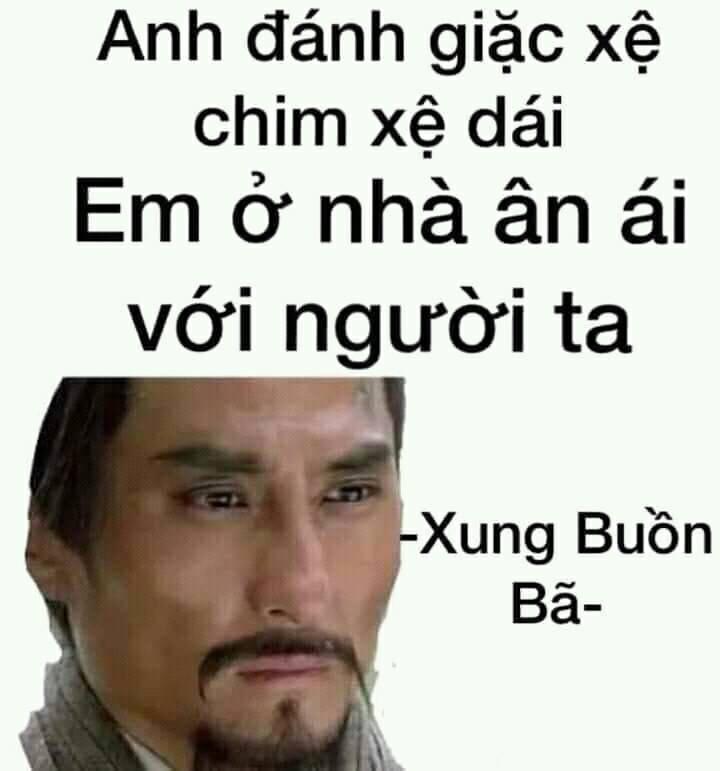 Anh đánh giặc xệ
chim xệ dái
Em ở nhà ân ái
với người ta
-Xung Buồn
Bã-